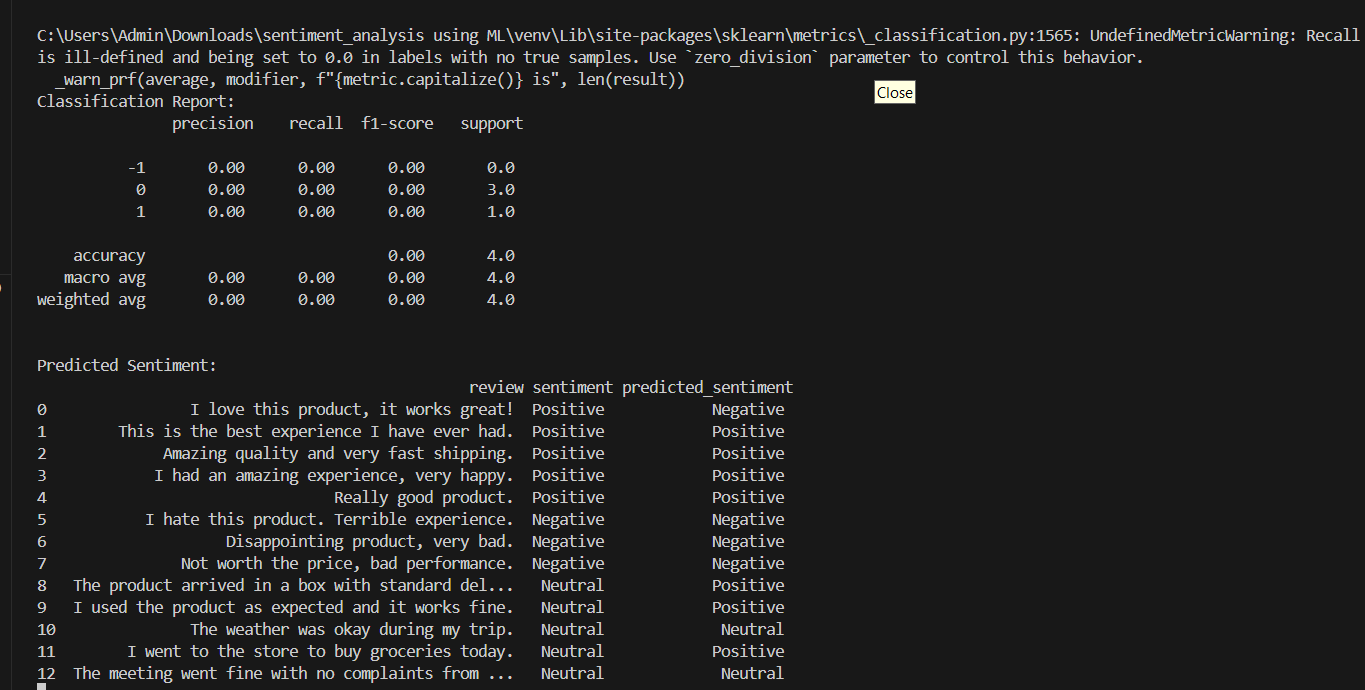 C:\Users\Admin\Downloads\sentiment_analysis using ML\venv\Lib\site-packages\sklearn\metrics\_classification.py:1565: UndefinedMetricWarning: Recall
is ill-defined and being set to 0.0 in labels with no true samples. Use `zero_division` parameter to control this behavior.
  _warn_prf(average, modifier, f"{metric.capitalize()} is", len(result))
Close
Classification Report:
               precision    recall  f1-score   support

          -1       0.00      0.00      0.00       0.0
           0       0.00      0.00      0.00       3.0
           1       0.00      0.00      0.00       1.0

    accuracy                           0.00       4.0
   macro avg       0.00      0.00      0.00       4.0
weighted avg       0.00      0.00      0.00       4.0

Predicted Sentiment:
                                                review sentiment predicted_sentiment
0                 I love this product, it works great!  Positive            Negative
1         This is the best experience I have ever had.  Positive            Positive
2              Amazing quality and very fast shipping.  Positive            Positive
3             I had an amazing experience, very happy.  Positive            Positive
4                                 Really good product.  Positive            Positive
5            I hate this product. Terrible experience.  Negative            Negative
6                     Disappointing product, very bad.  Negative            Negative
7                Not worth the price, bad performance.  Negative            Negative
8    The product arrived in a box with standard del...   Neutral            Positive
9    I used the product as expected and it works fine.   Neutral            Positive
10                The weather was okay during my trip.   Neutral             Neutral
11         I went to the store to buy groceries today.   Neutral            Positive
12   The meeting went fine with no complaints from ...   Neutral             Neutral